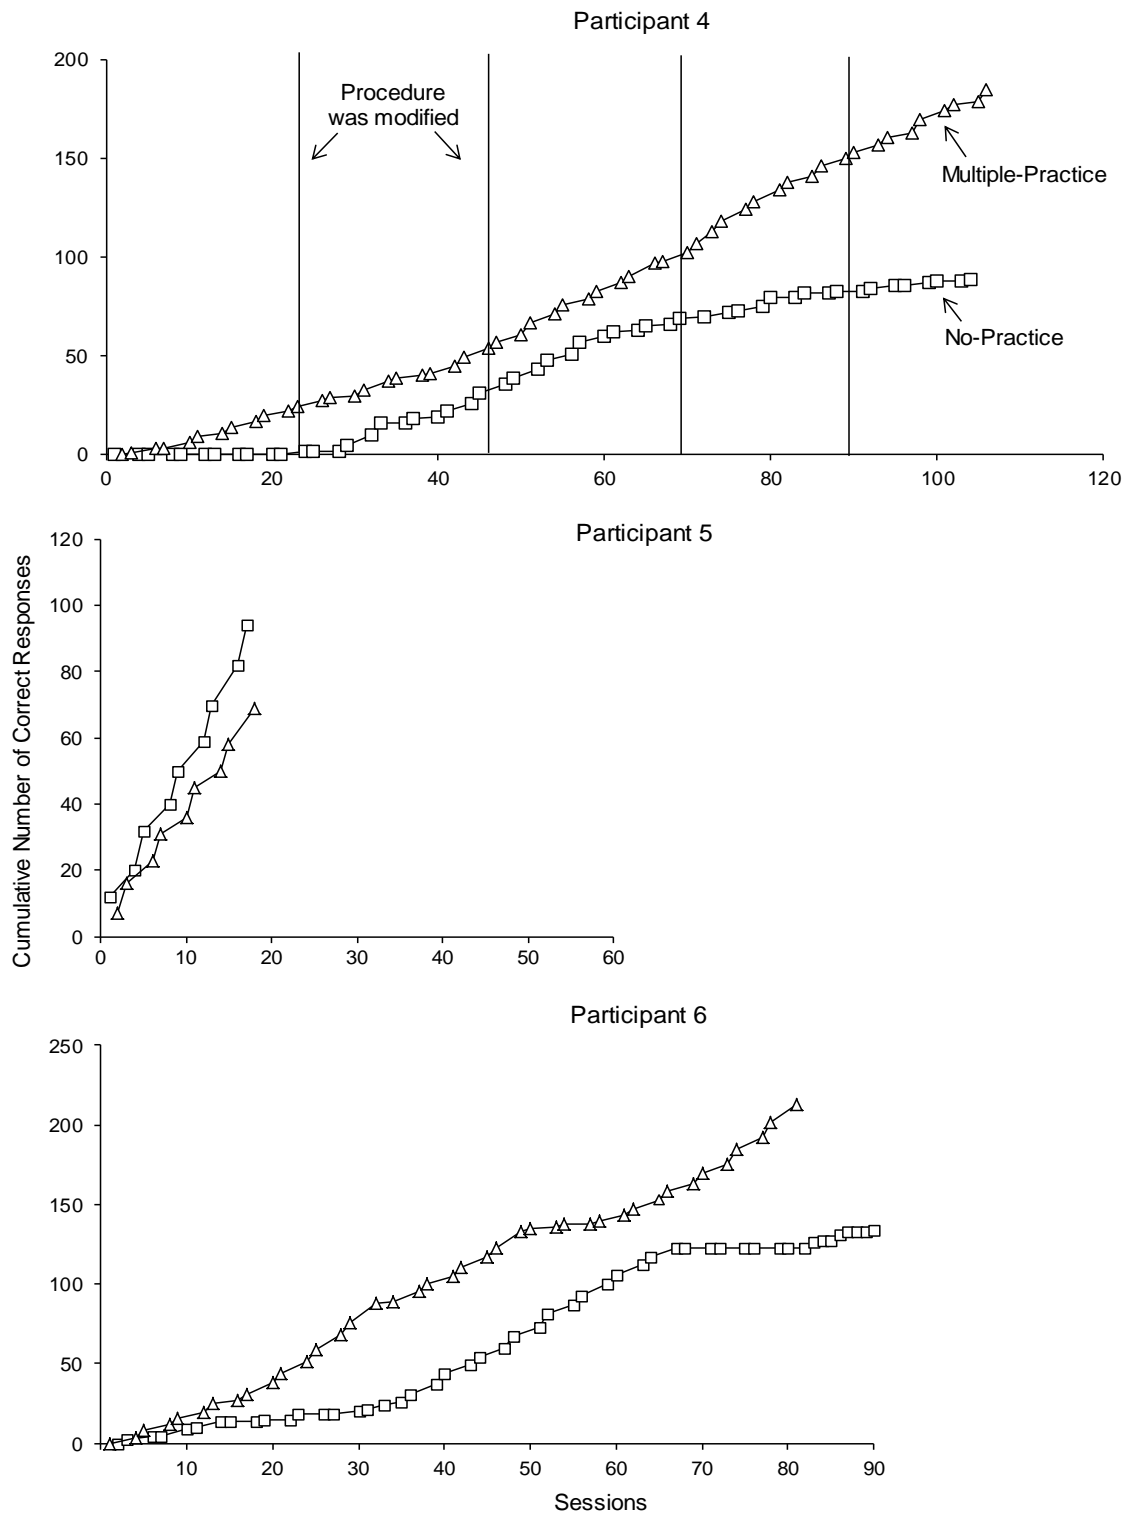 Participant 4
200
Procedure
was modified
150
Multiple-Practice
100
No-Practice
50
0
0 20 40 60 80 100 120
Participant 5
120
100
80
60
40
20
0
0 10 20 30 40 50 60
Cumulative Number of Correct Responses
Participant 6
250
200
150
100
50
0
10 20 30 40 50 60 70 80 90
Sessions